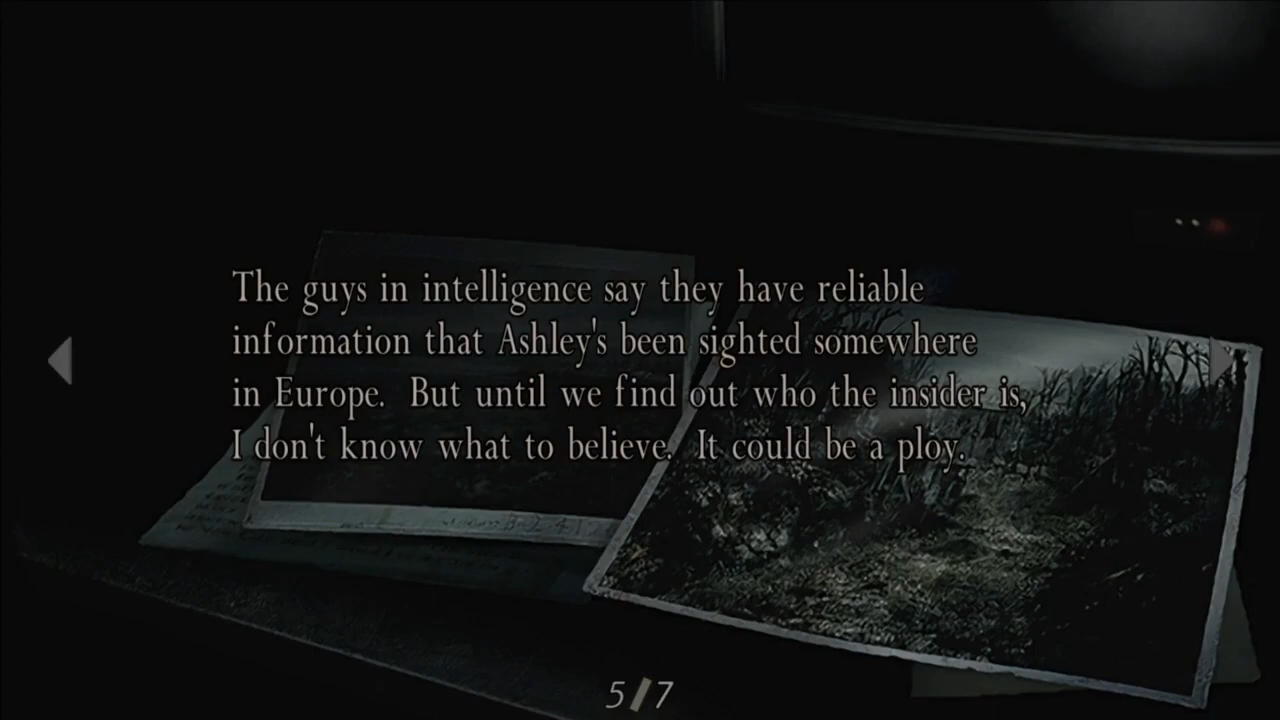 The guys in intelligence say they have reliable
information that Ashley's been sighted somewhere
in Europe. But until we find out who the insider is,
I don't know what to believe. It could be a ploy.
5/7